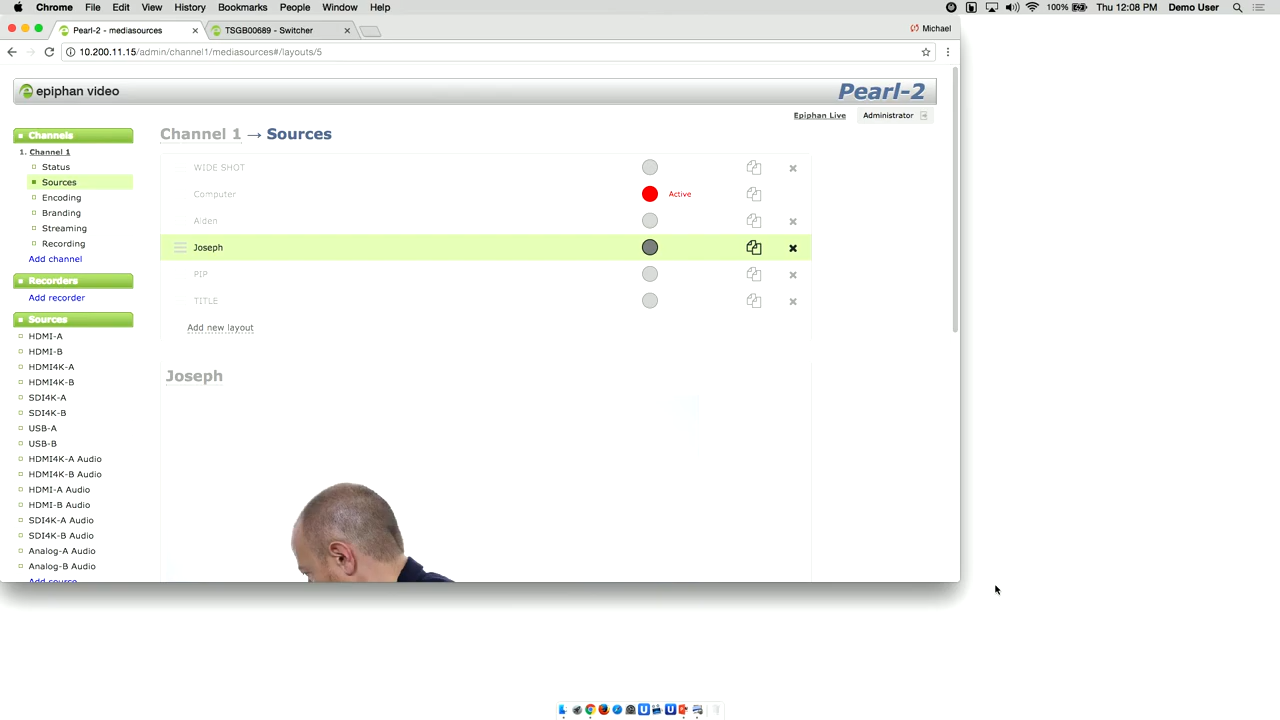 Chrome File Edit View History Bookmarks People Window Help 100% Thu 12:08 PM Demo User
Pearl-2 - mediasources TSGB00689 - Switcher Michael
10.200.11.15/admin/channel1/mediasources#/layouts/5
epiphan video Pearl-2
Epiphan Live Administrator
Channels
1. Channel 1
Status
Sources
Encoding
Branding
Streaming
Recording
Add channel
Recorders
Add recorder
Sources
HDMI-A
HDMI-B
HDMI4K-A
HDMI4K-B
SDI4K-A
SDI4K-B
USB-A
USB-B
HDMI4K-A Audio
HDMI4K-B Audio
HDMI-A Audio
HDMI-B Audio
SDI4K-A Audio
SDI4K-B Audio
Analog-A Audio
Analog-B Audio
Add source
Channel 1 → Sources
WIDE SHOT
Computer Active
Aiden
Joseph
PIP
TITLE
Add new layout
Joseph